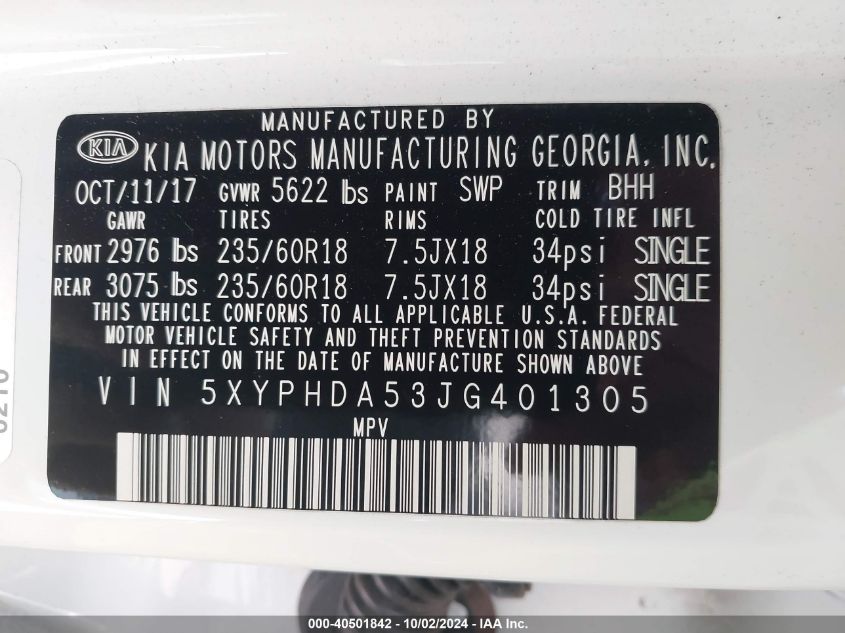 MANUFACTURED BY
KIA KIA MOTORS MANUFACTURING GEORGIA, INC.
OCT/11/17 GVWR 5622 lbs PAINT SWP TRIM BHH
GAWR TIRES RIMS COLD TIRE INFL
FRONT 2976 lbs 235/60R18 7.5JX18 34psi SINGLE
REAR 3075 lbs 235/60R18 7.5JX18 34psi SINGLE
THIS VEHICLE CONFORMS TO ALL APPLICABLE U.S.A. FEDERAL
MOTOR VEHICLE SAFETY AND THEFT PREVENTION STANDARDS
IN EFFECT ON THE DATE OF MANUFACTURE SHOWN ABOVE
VIN 5XYPHDA53JG401305
MPV
000-40501842 - 10/02/2024 - IAA Inc.